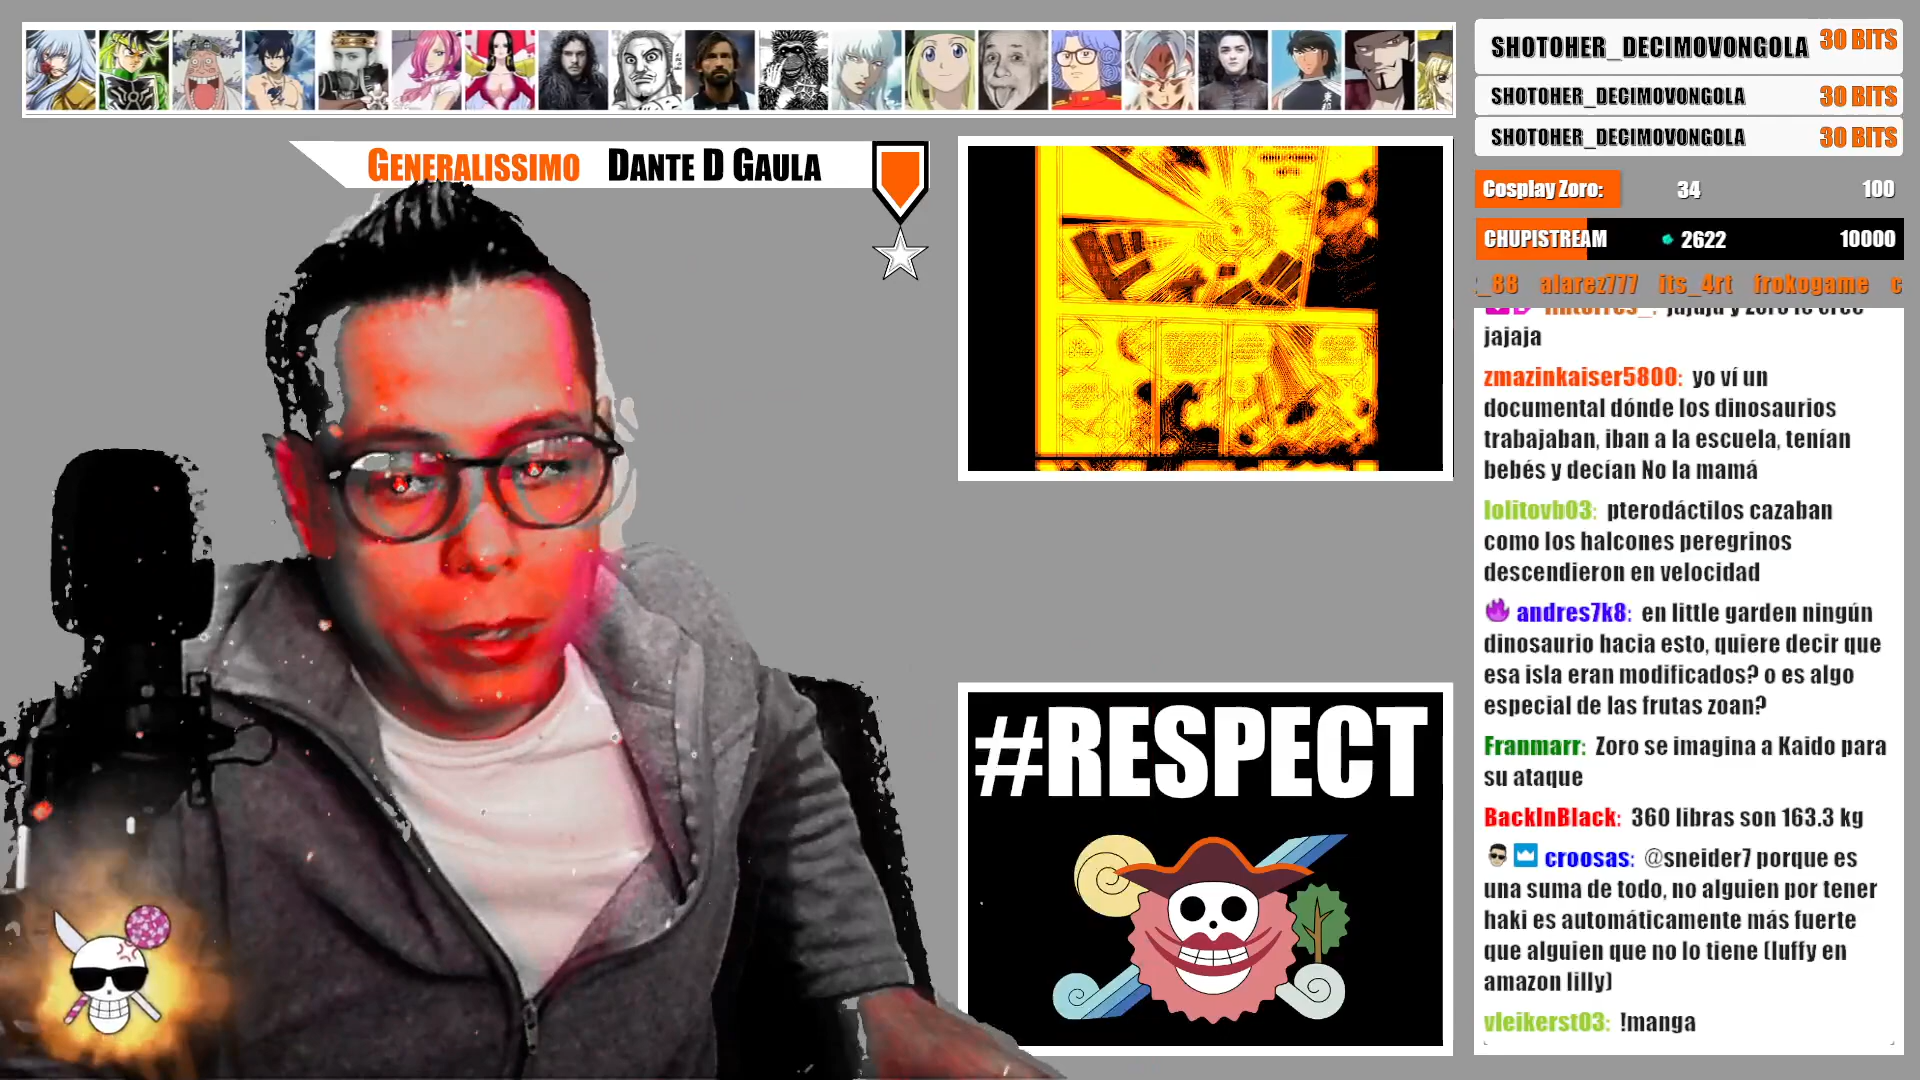 GENERALISSIMO DANTE D GAULA
#RESPECT
SHOTOHER_DECIMOVONGOLA 30 BITS
SHOTOHER_DECIMOVONGOLA 30 BITS
SHOTOHER_DECIMOVONGOLA 30 BITS
Cosplay Zoro: 34 100
CHUPISTREAM 2622 10000
_88 alarez777 its_4rt frokogame c
jajaja y Zoro le cree
jajaja
zmazinkaiser5800: yo ví un
documental dónde los dinosaurios
trabajaban, iban a la escuela, tenían
bebés y decían No la mamá
lolitovb03: pterodáctilos cazaban
como los halcones peregrinos
descendieron en velocidad
andres7k8: en little garden ningún
dinosaurio hacia esto, quiere decir que
esa isla eran modificados? o es algo
especial de las frutas zoan?
Franmarr: Zoro se imagina a Kaido para
su ataque
BackInBlack: 360 libras son 163.3 kg
croosas: @sneider7 porque es
una suma de todo, no alguien por tener
haki es automáticamente más fuerte
que alguien que no lo tiene (luffy en
amazon lilly)
vleikerst03: !manga